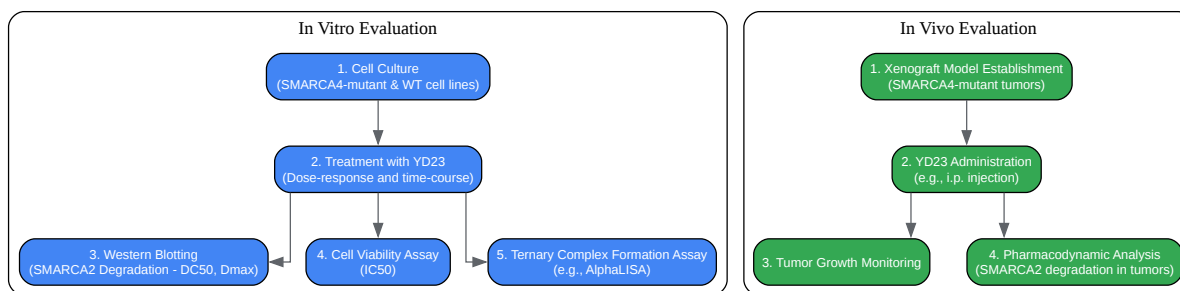 In Vitro Evaluation
1. Cell Culture
(SMARCA4-mutant & WT cell lines)
2. Treatment with YD23
(Dose-response and time-course)
3. Western Blotting
(SMARCA2 Degradation - DC50, Dmax)
4. Cell Viability Assay
(IC50)
5. Ternary Complex Formation Assay
(e.g., AlphaLISA)
In Vivo Evaluation
1. Xenograft Model Establishment
(SMARCA4-mutant tumors)
2. YD23 Administration
(e.g., i.p. injection)
3. Tumor Growth Monitoring
4. Pharmacodynamic Analysis
(SMARCA2 degradation in tumors)